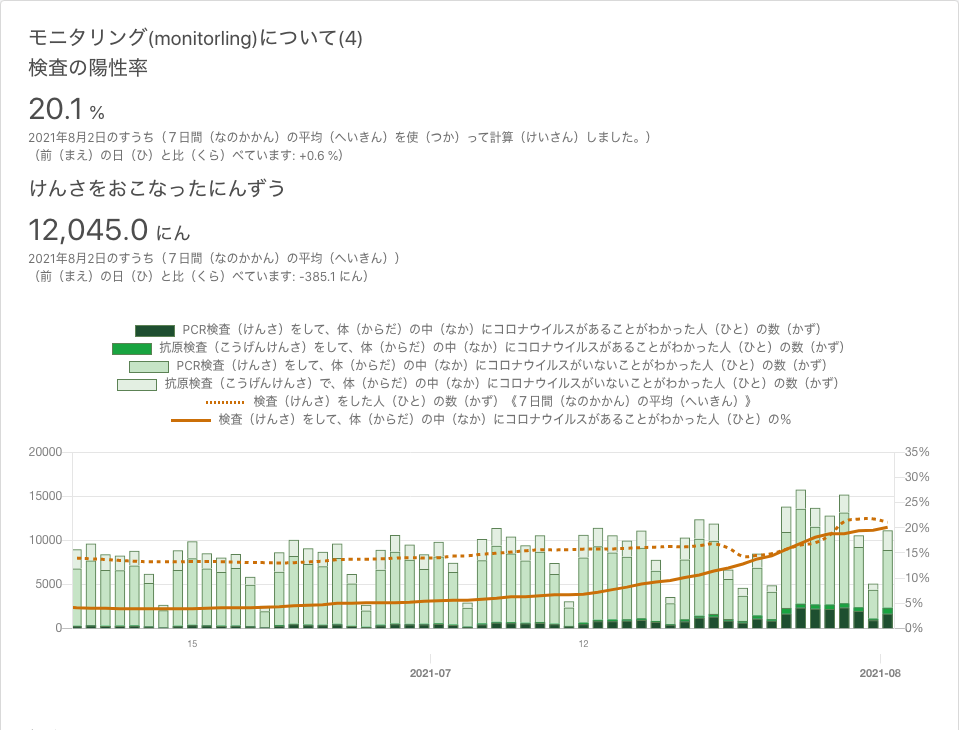 モニタリング(monitorling)について(4)
検査の陽性率
20.1 %
2021年8月2日のすうち（７日間（なのかかん）の平均（へいきん）を使（つか）って計算（けいさん）しました。）
（前（まえ）の日（ひ）と比（くら）べています: +0.6 %）
けんさをおこなったにんずう
12,045.0 にん
2021年8月2日のすうち（７日間（なのかかん）の平均（へいきん））
（前（まえ）の日（ひ）と比（くら）べています: -385.1 にん）
PCR検査（けんさ）をして、体（からだ）の中（なか）にコロナウイルスがあることがわかった人（ひと）の数（かず）
抗原検査（こうげんけんさ）をして、体（からだ）の中（なか）にコロナウイルスがあることがわかった人（ひと）の数（かず）
PCR検査（けんさ）をして、体（からだ）の中（なか）にコロナウイルスがいないことがわかった人（ひと）の数（かず）
抗原検査（こうげんけんさ）で、体（からだ）の中（なか）にコロナウイルスがいないことがわかった人（ひと）の数（かず）
検査（けんさ）をした人（ひと）の数（かず）《７日間（なのかかん）の平均（へいきん）》
検査（けんさ）をして、体（からだ）の中（なか）にコロナウイルスがあることがわかった人（ひと）の%
20000 35%
30%
15000
25%
10000 20%
15%
5000 10%
5%
0 0%
15 12
2021-07 2021-08